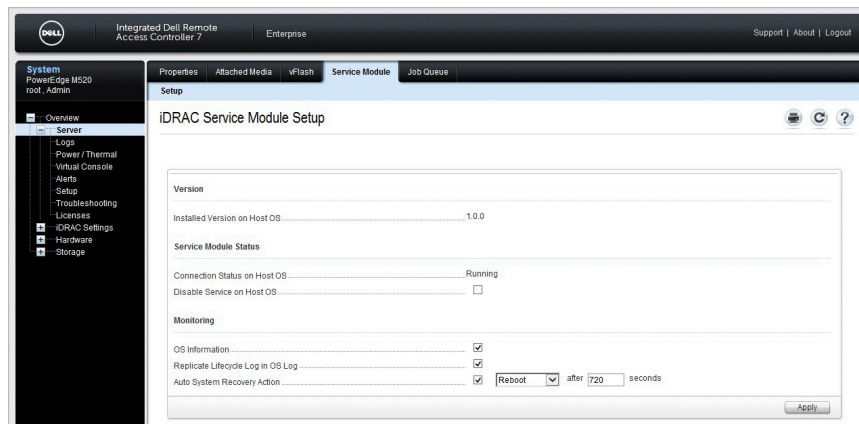 DELL
Integrated Dell Remote
Access Controller 7
Enterprise
Support | About | Logout
System
PowerEdge M520
root , Admin
Overview
Server
Logs
Power / Thermal
Virtual Console
Alerts
Setup
Troubleshooting
Licenses
iDRAC Settings
Hardware
Storage
Properties Attached Media vFlash Service Module Job Queue
Setup
iDRAC Service Module Setup
Version
Installed Version on Host OS 1.0.0
Service Module Status
Connection Status on Host OS Running
Disable Service on Host OS
Monitoring
OS Information
Replicate Lifecycle Log in OS Log
Auto System Recovery Action Reboot after 720 seconds
Apply